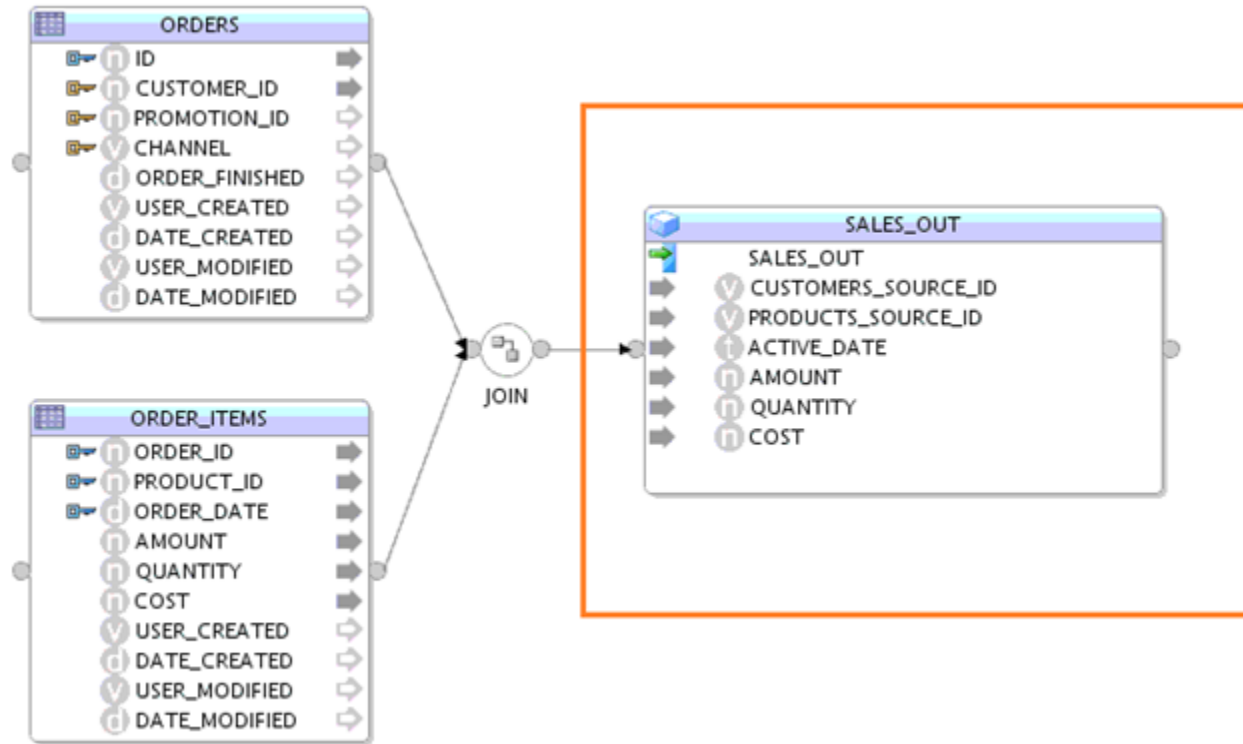 ORDERS
ID
CUSTOMER_ID
PROMOTION_ID
CHANNEL
ORDER_FINISHED
USER_CREATED
DATE_CREATED
USER_MODIFIED
DATE_MODIFIED
ORDER_ITEMS
ORDER_ID
PRODUCT_ID
ORDER_DATE
AMOUNT
QUANTITY
COST
USER_CREATED
DATE_CREATED
USER_MODIFIED
DATE_MODIFIED
JOIN
SALES_OUT
SALES_OUT
CUSTOMERS_SOURCE_ID
PRODUCTS_SOURCE_ID
ACTIVE_DATE
AMOUNT
QUANTITY
COST